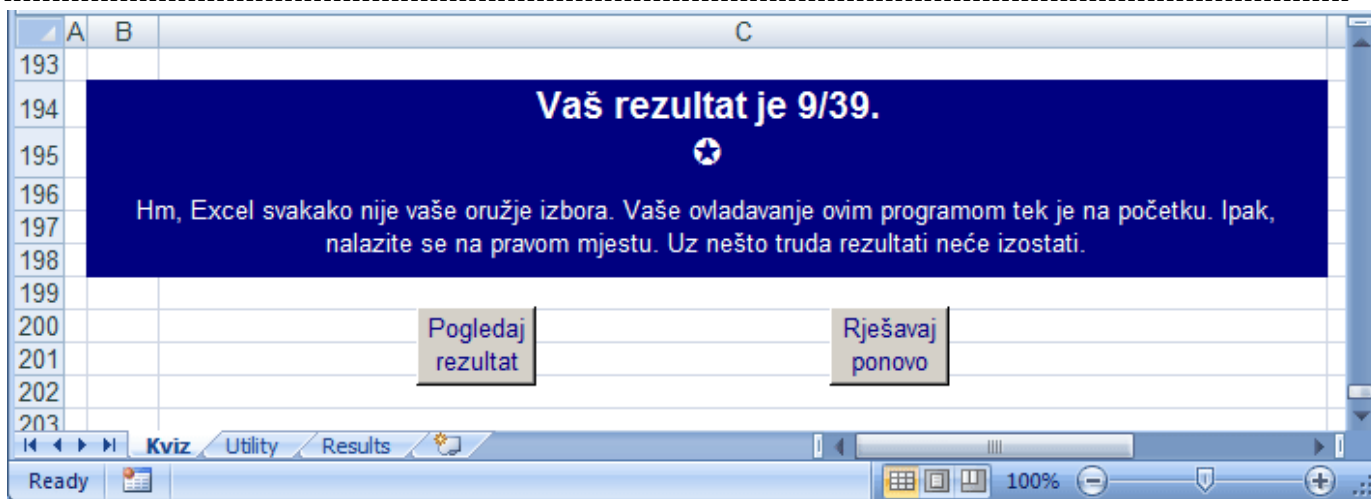 A B C
193
194 Vaš rezultat je 9/39.
195 ✪
196
Hm, Excel svakako nije vaše oružje izbora. Vaše ovladavanje ovim programom tek je na početku. Ipak,
197
nalazite se na pravom mjestu. Uz nešto truda rezultati neće izostati.
198
199
200 Pogledaj Rješavaj
201 rezultat ponovo
202
203
Kviz Utility Results
Ready 100%